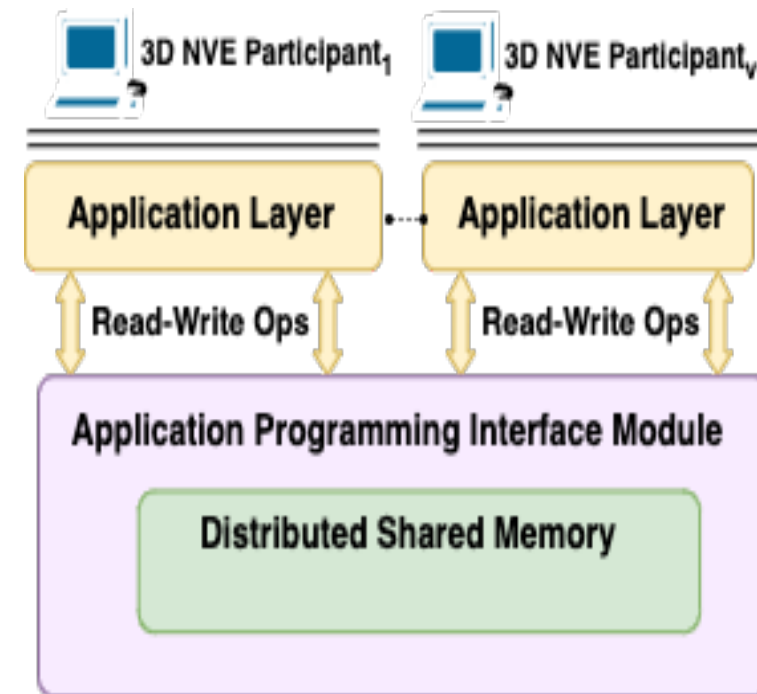 3D NVE Participant1
3D NVE Participantv
Application Layer
Application Layer
Read-Write Ops
Read-Write Ops
Application Programming Interface Module
Distributed Shared Memory